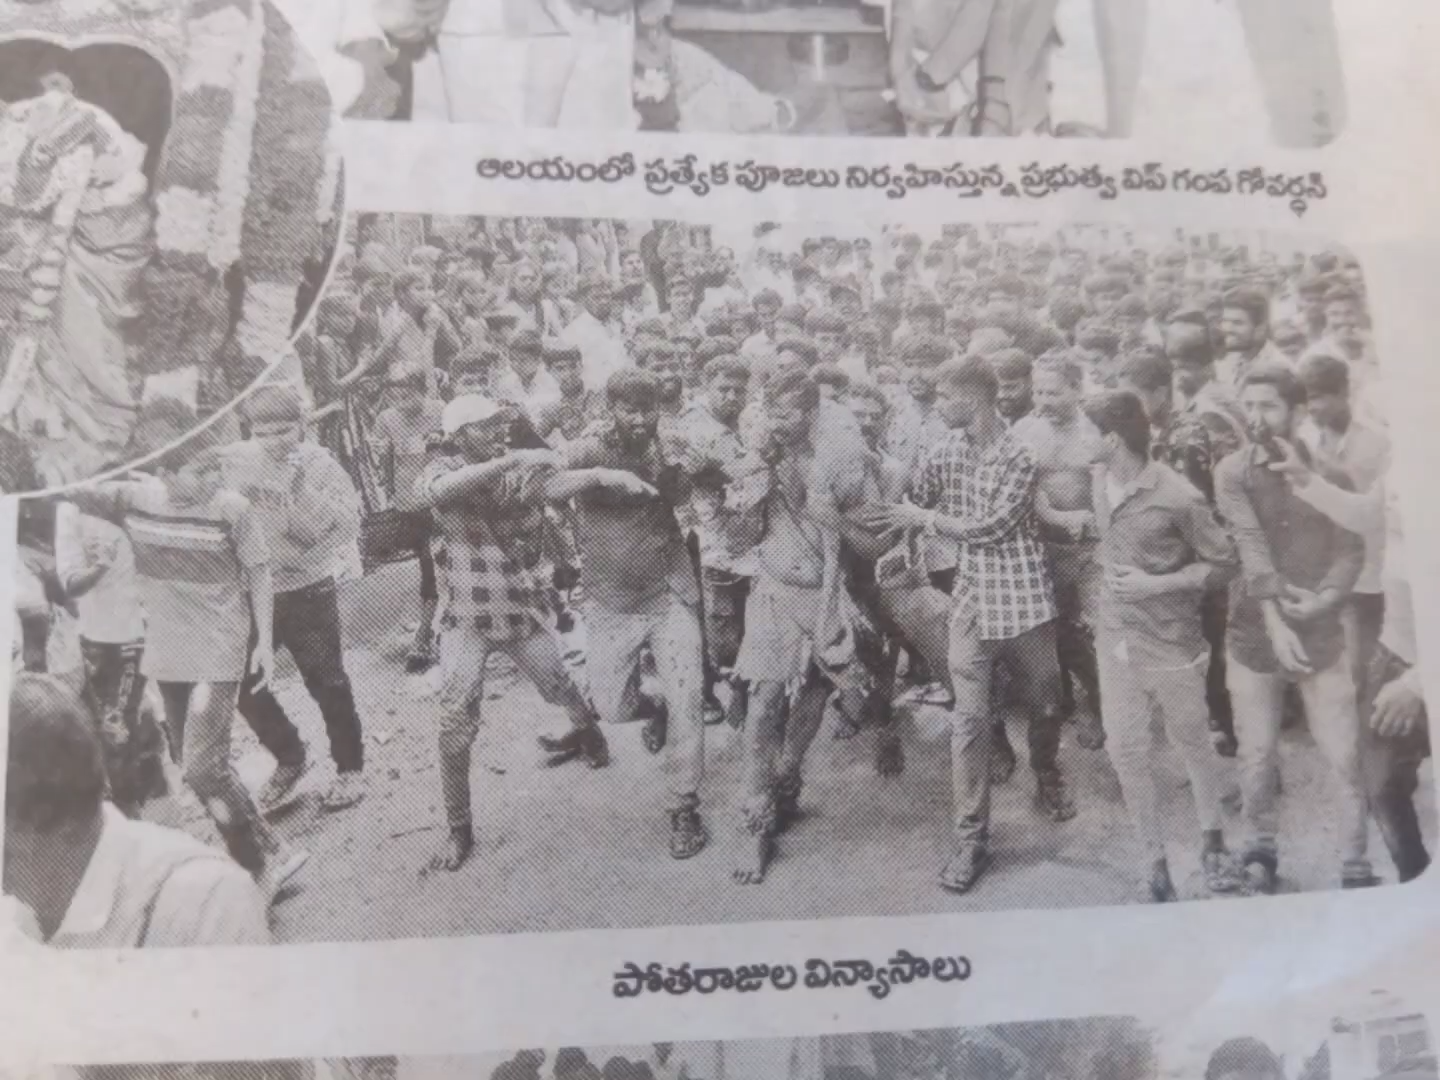 ఆలయంలో ప్రత్యేక పూజలు నిర్వహిస్తున్న ప్రభుత్వ విప్ గంప గోవర్ధన్
పోతరాజుల విన్యాసాలు